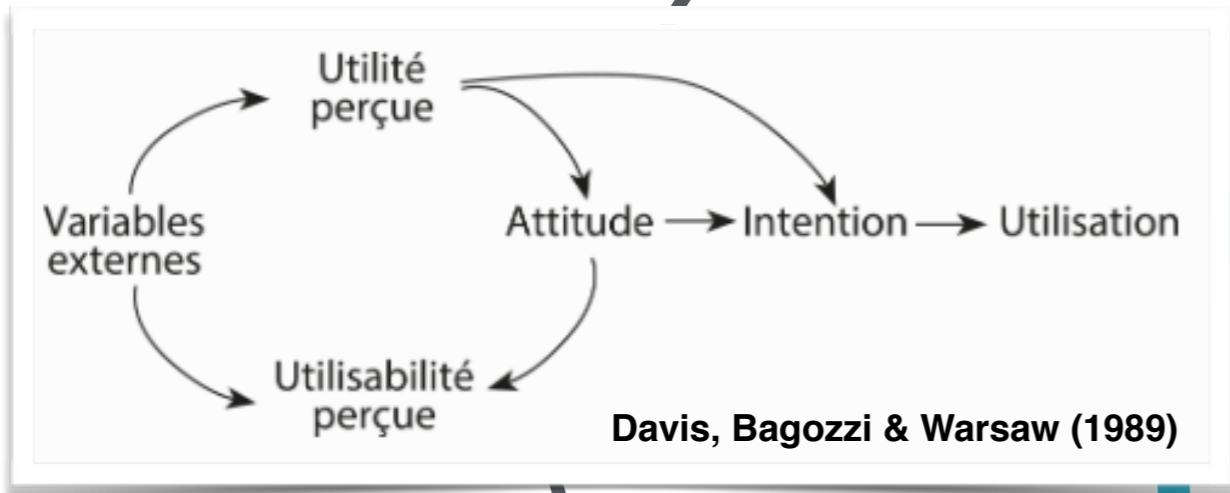 Utilité
perçue
Variables
externes
Attitude
Intention
Utilisation
Utilisabilité
perçue
Davis, Bagozzi & Warsaw (1989)